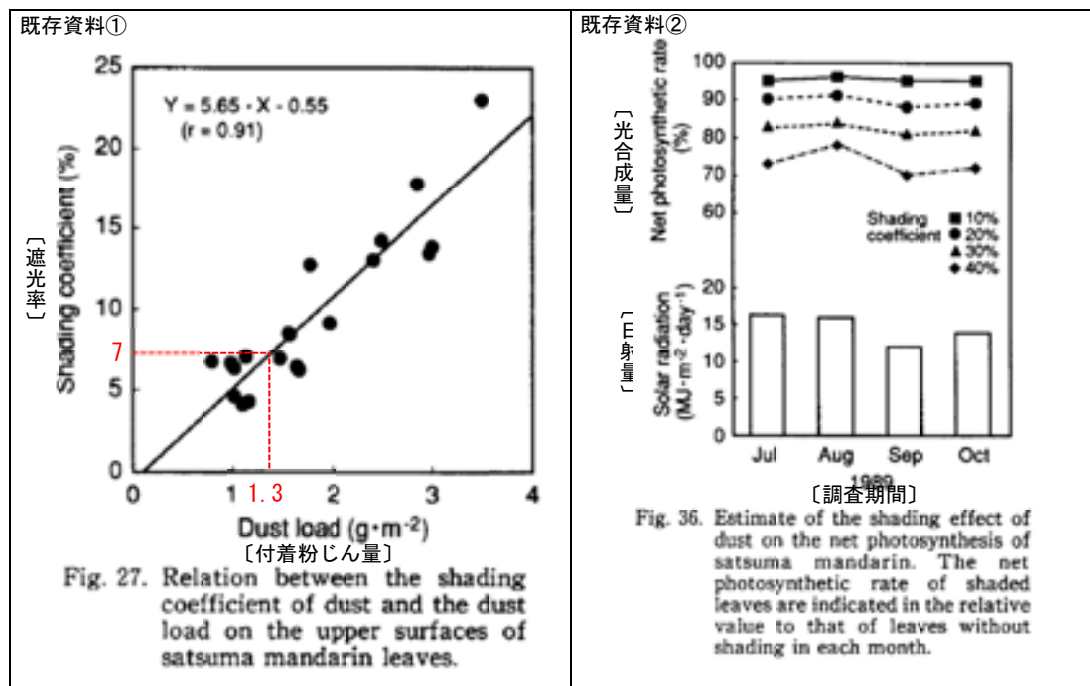 既存資料①
25
20
15
10
5
0
Y = 5.65 · X - 0.55
(r = 0.91)
Shading coefficient (%)
〔遮光率〕
7
0 1 1.3 2 3 4
Dust load (g·m⁻²)
〔付着粉じん量〕
Fig. 27. Relation between the shading
coefficient of dust and the dust
load on the upper surfaces of
satsuma mandarin leaves.
既存資料②
〔光合成量〕
Net photosynthetic rate
(%)
100
90
80
70
60
Shading
coefficient
10%
20%
30%
40%
日射量〕
Solar radiation
(MJ·m⁻²·day⁻¹)
20
15
10
5
0
Jul Aug Sep Oct
1989
〔調査期間〕
Fig. 36. Estimate of the shading effect of
dust on the net photosynthesis of
satsuma mandarin. The net
photosynthetic rate of shaded
leaves are indicated in the relative
value to that of leaves without
shading in each month.